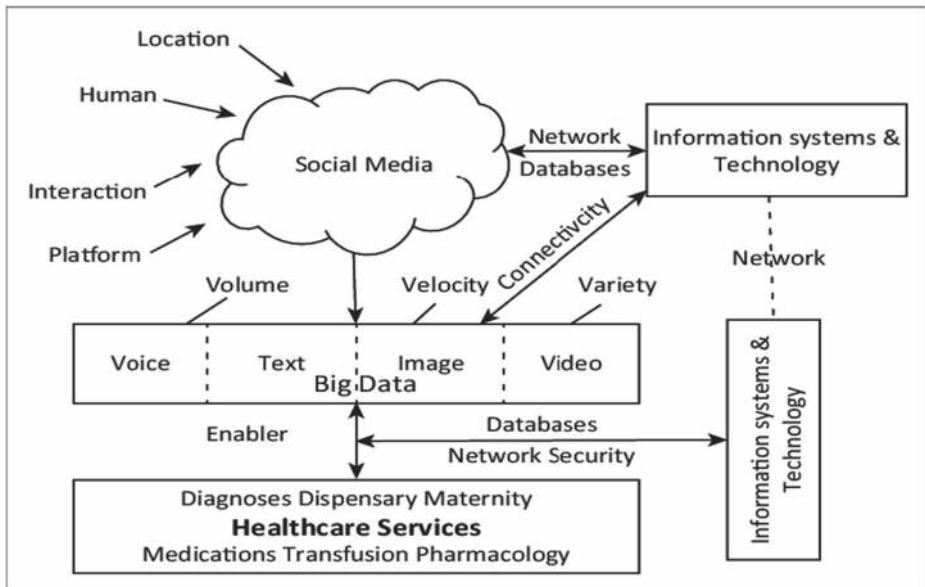 Location
Human
Interaction
Platform
Social Media
Network
Databases
Information systems &
Technology
Connectivcity
Network
Volume
Velocity
Variety
Voice
Text
Image
Video
Big Data
Enabler
Databases
Network Security
Information systems &
Technology
Diagnoses Dispensary Maternity
Healthcare Services
Medications Transfusion Pharmacology